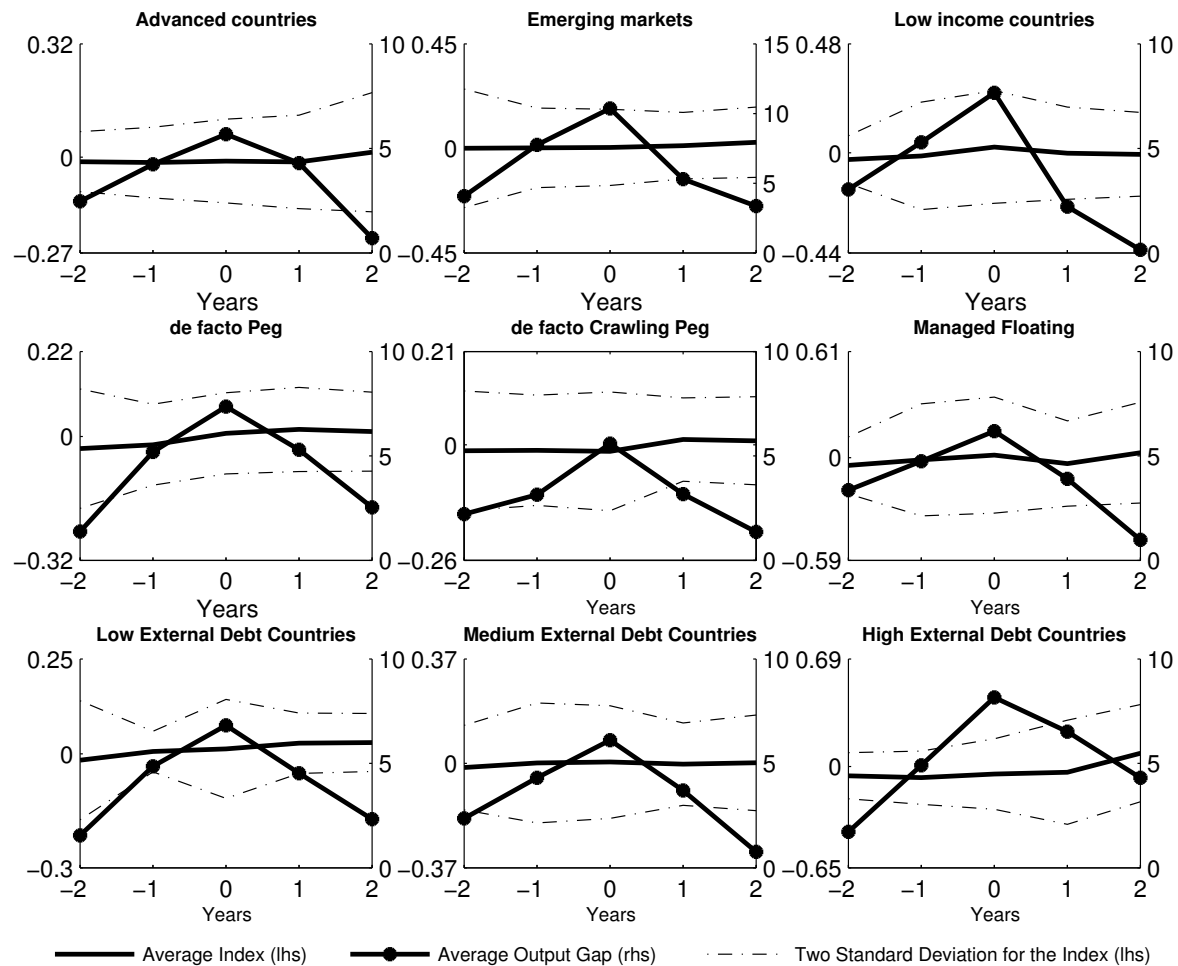 Advanced countries Emerging markets Low income countries
0.32 10 0.45 15 0.48 10
10
0 5 0 0 5
5
−0.27 0 −0.45 0 −0.44 0
−2 −1 0 1 2 −2 −1 0 1 2 −2 −1 0 1 2
Years Years Years
de facto Peg de facto Crawling Peg Managed Floating
0.22 10 0.21 10 0.61 10
0 5 0 5 0 5
−0.32 0 −0.26 0 −0.59 0
−2 −1 0 1 2 −2 −1 0 1 2 −2 −1 0 1 2
Years Years Years
Low External Debt Countries Medium External Debt Countries High External Debt Countries
0.25 10 0.37 10 0.69 10
0 5 0 5 0 5
−0.3 0 −0.37 0 −0.65 0
−2 −1 0 1 2 −2 −1 0 1 2 −2 −1 0 1 2
Years Years Years
Average Index (lhs) Average Output Gap (rhs) Two Standard Deviation for the Index (lhs)